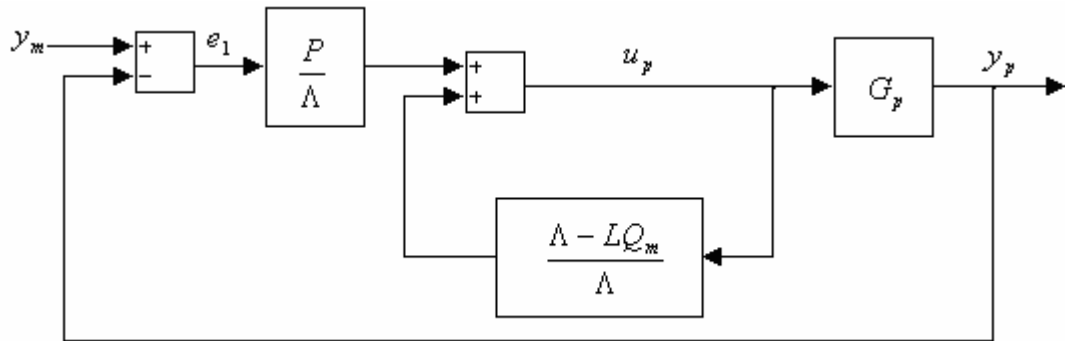 y_m
+
−
e_1
P
Λ
+
+
u_p
G_p
y_p
Λ − LQ_m
Λ